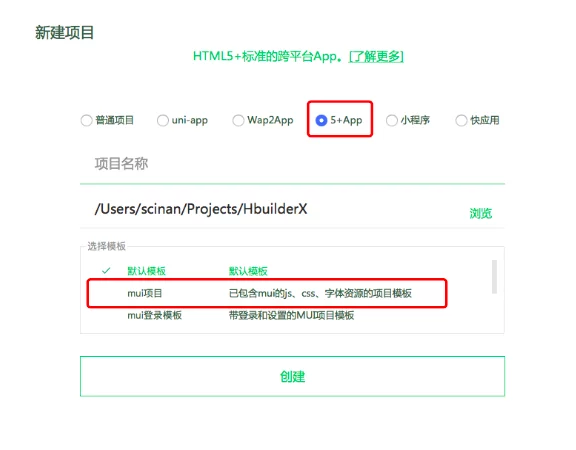 新建项目
HTML5+标准的跨平台App。[了解更多]
普通项目 uni-app Wap2App 5+App 小程序 快应用
项目名称
/Users/scinan/Projects/HbuilderX 浏览
选择模板
默认模板 默认模板
mui项目 已包含mui的js、css、字体资源的项目模板
mui登录模板 带登录和设置的MUI项目模板
创建